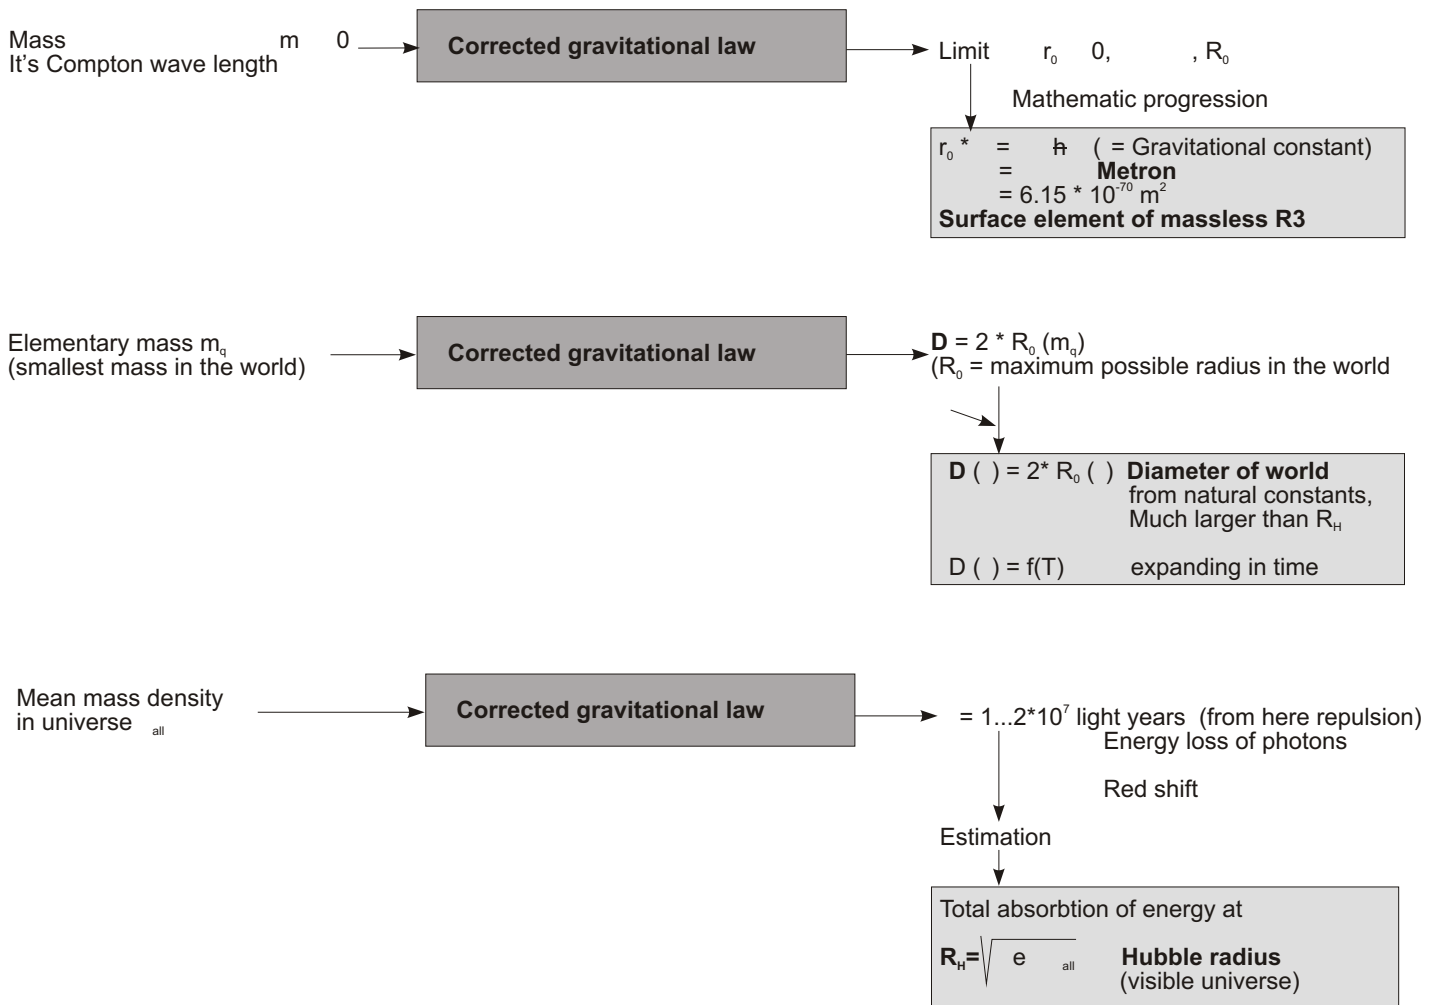 Mass m 0
It's Compton wave length
Corrected gravitational law
Limit r₀ 0, , R₀
Mathematic progression
r₀ * = ħ ( = Gravitational constant)
= Metron
= 6.15 * 10⁻⁷⁰ m²
Surface element of massless R3
Elementary mass m_q
(smallest mass in the world)
Corrected gravitational law
D = 2 * R₀ (m_q)
(R₀ = maximum possible radius in the world
D ( ) = 2* R₀ ( ) Diameter of world
from natural constants,
Much larger than R_H
D ( ) = f(T) expanding in time
Mean mass density
in universe all
Corrected gravitational law
= 1...2*10⁷ light years (from here repulsion)
Energy loss of photons
Red shift
Estimation
Total absorbtion of energy at
R_H=√ e all Hubble radius
(visible universe)